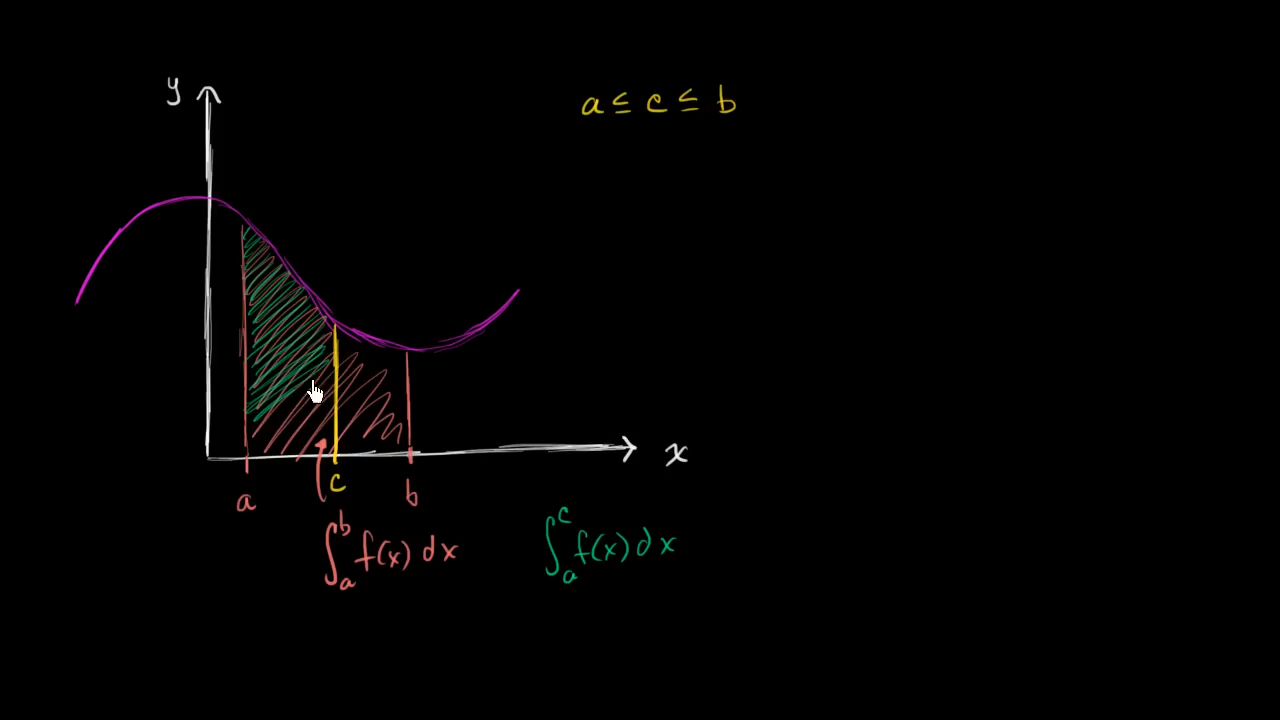 y
a ≤ c ≤ b
x
a c b
∫_a^b f(x) dx ∫_a^c f(x) dx